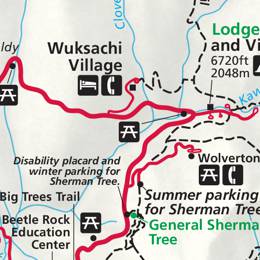 Clove
Lodge
and Vi
6720ft
2048m
Wuksachi
Village
ldy
Kaw
Disability placard and
winter parking for
Sherman Tree.
Wolverton
Big Trees Trail
Summer parking
for Sherman Tree
Beetle Rock
Education
Center
General Sherma
Tree